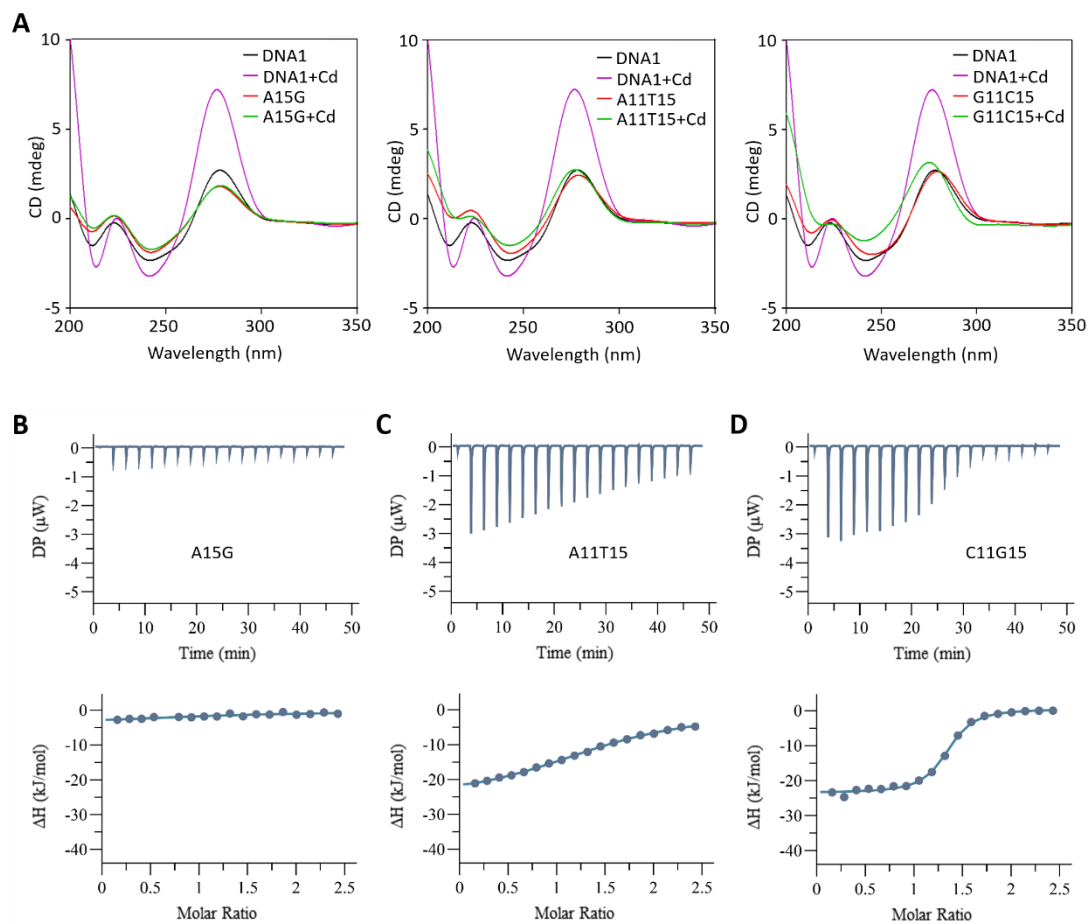 A
DNA1
DNA1+Cd
A15G
A15G+Cd
10
5
0
-5
200
250
300
350
CD (mdeg)
Wavelength (nm)
DNA1
DNA1+Cd
A11T15
A11T15+Cd
10
5
0
-5
200
250
300
350
CD (mdeg)
Wavelength (nm)
DNA1
DNA1+Cd
G11C15
G11C15+Cd
10
5
0
-5
200
250
300
350
CD (mdeg)
Wavelength (nm)
B
0
-1
-2
-3
-4
-5
DP (μW)
A15G
0
10
20
30
40
50
Time (min)
C
0
-1
-2
-3
-4
-5
DP (μW)
A11T15
0
10
20
30
40
50
Time (min)
D
0
-1
-2
-3
-4
-5
DP (μW)
C11G15
0
10
20
30
40
50
Time (min)
0
-10
-20
-30
-40
ΔH (kJ/mol)
0
0.5
1
1.5
2
2.5
Molar Ratio
0
-10
-20
-30
-40
ΔH (kJ/mol)
0
0.5
1
1.5
2
2.5
Molar Ratio
0
-10
-20
-30
-40
ΔH (kJ/mol)
0
0.5
1
1.5
2
2.5
Molar Ratio